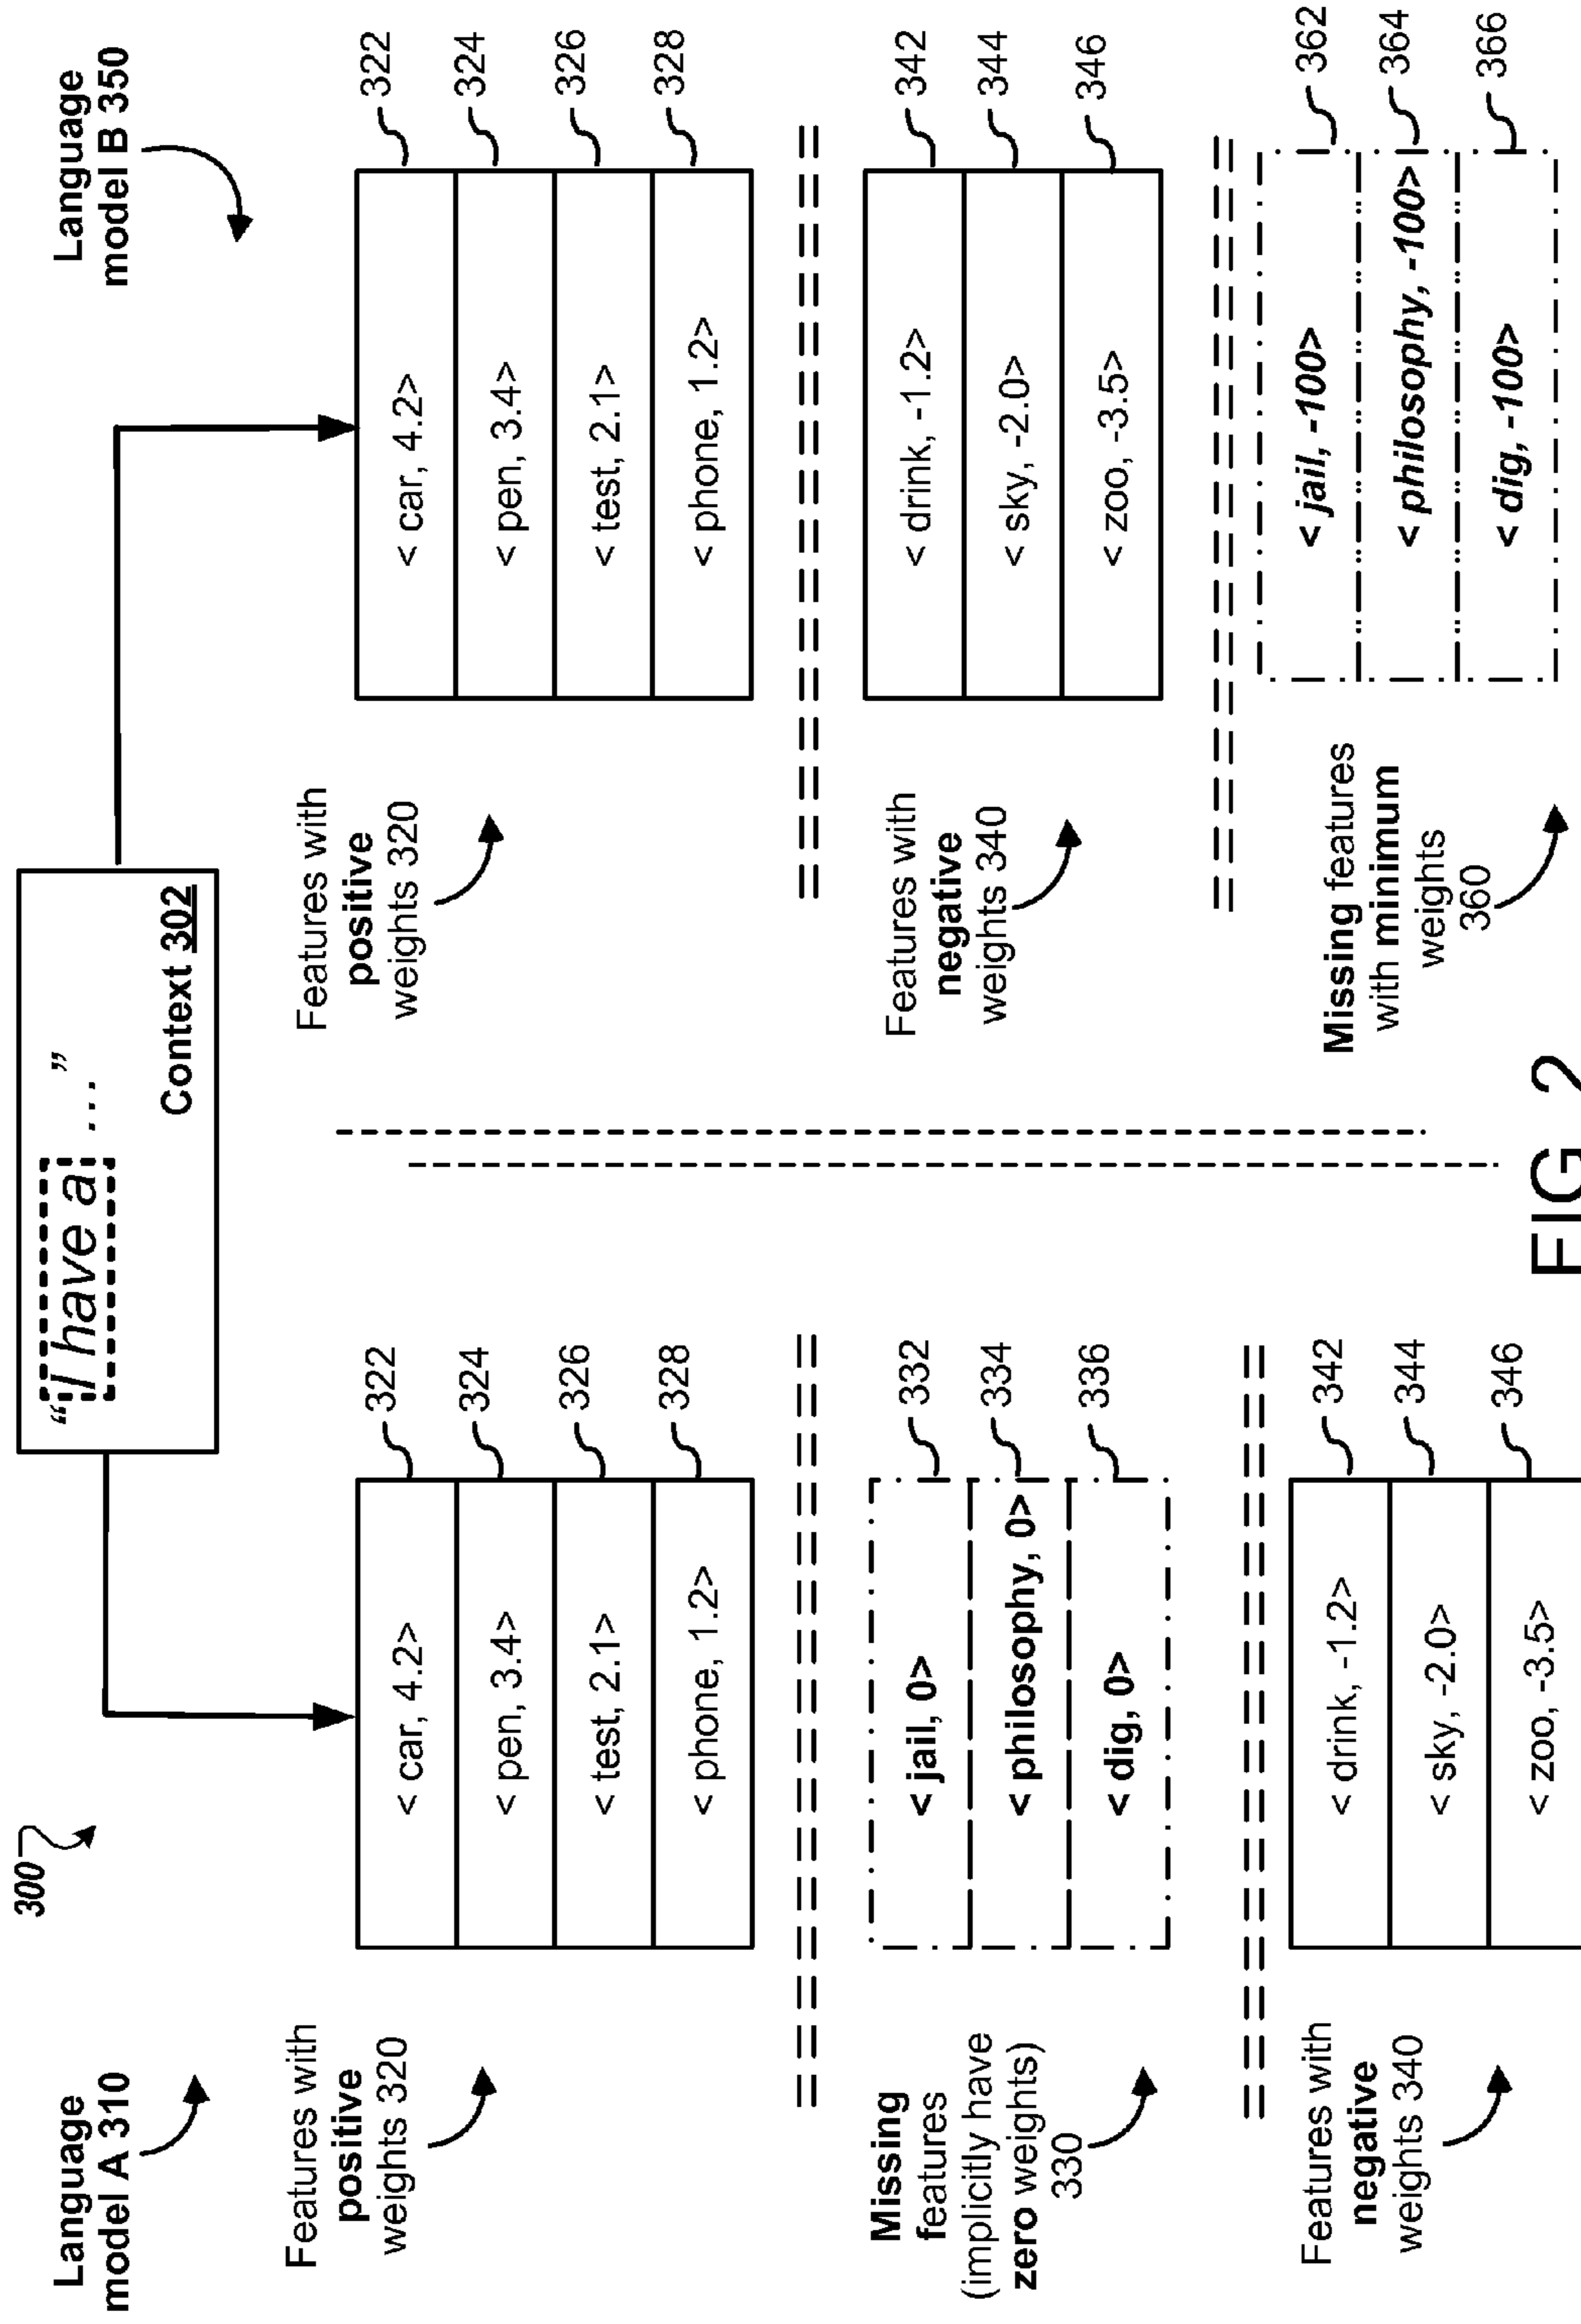 300
“I have a ...”
Context 302
Language
model A 310
Features with
positive
weights 320
< car, 4.2>
322
< pen, 3.4>
324
< test, 2.1>
326
< phone, 1.2>
328
Missing
features
(implicitly have
zero weights)
330
< jail, 0>
332
< philosophy, 0>
334
< dig, 0>
336
Features with
negative
weights 340
< drink, -1.2>
342
< sky, -2.0>
344
< zoo, -3.5>
346
Language
model B 350
Features with
positive
weights 320
< car, 4.2>
322
< pen, 3.4>
324
< test, 2.1>
326
< phone, 1.2>
328
Features with
negative
weights 340
< drink, -1.2>
342
< sky, -2.0>
344
< zoo, -3.5>
346
Missing features
with minimum
weights
360
< jail, -100>
362
< philosophy, -100>
364
< dig, -100>
366
FIG. 2